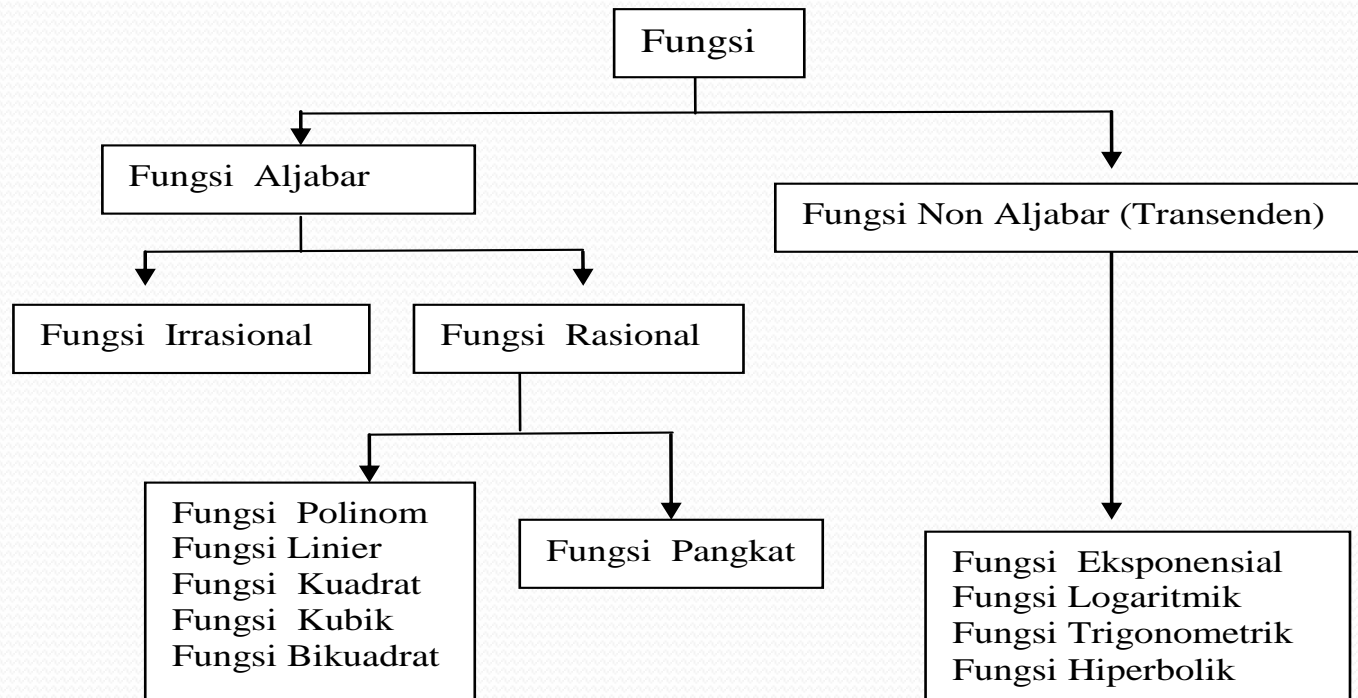 Fungsi
Fungsi Aljabar
Fungsi Non Aljabar (Transenden)
Fungsi Irrasional
Fungsi Rasional
Fungsi Polinom
Fungsi Linier
Fungsi Kuadrat
Fungsi Kubik
Fungsi Bikuadrat
Fungsi Pangkat
Fungsi Eksponensial
Fungsi Logaritmik
Fungsi Trigonometrik
Fungsi Hiperbolik